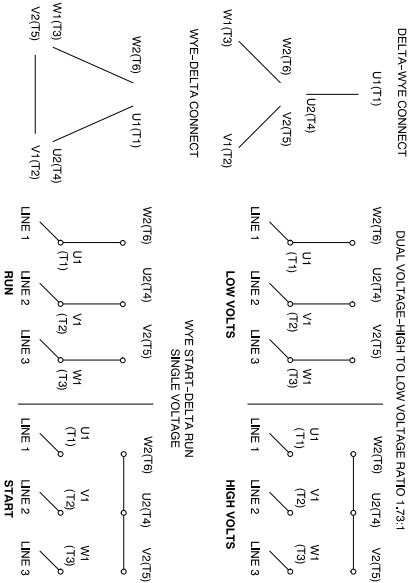 DELTA-WYE CONNECT
U1(T1)
U2(T4)
W2(T6)
V2(T5)
W1(T3)
V1(T2)
DUAL VOLTAGE-HIGH TO LOW VOLTAGE RATIO 1.73:1
W2(T6) U2(T4) V2(T5)
U1 (T1)
V1 (T2)
W1 (T3)
LINE 1 LINE 2 LINE 3
LOW VOLTS
W2(T6) U2(T4) V2(T5)
U1 (T1)
V1 (T2)
W1 (T3)
LINE 1 LINE 2 LINE 3
HIGH VOLTS
WYE-DELTA CONNECT
W2(T6)
U1(T1)
W1(T3)
V2(T5)
U2(T4)
V1(T2)
WYE START-DELTA RUN
SINGLE VOLTAGE
W2(T6) U2(T4) V2(T5)
U1 (T1)
V1 (T2)
W1 (T3)
LINE 1 LINE 2 LINE 3
RUN
W2(T6) U2(T4) V2(T5)
U1 (T1)
V1 (T2)
W1 (T3)
LINE 1 LINE 2 LINE 3
START